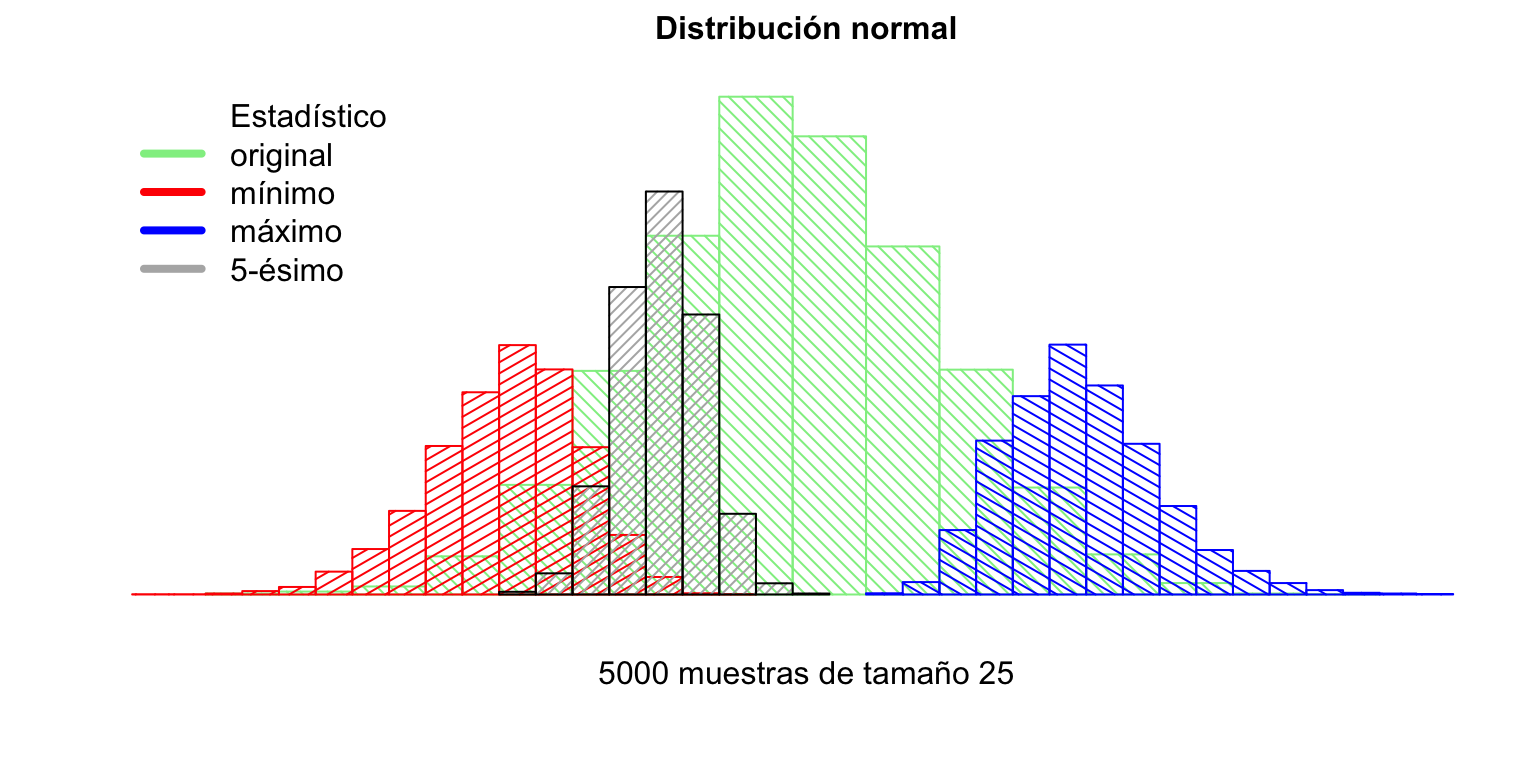 Distribución normal
Estadístico
original
mínimo
máximo
5-ésimo
5000 muestras de tamaño 25